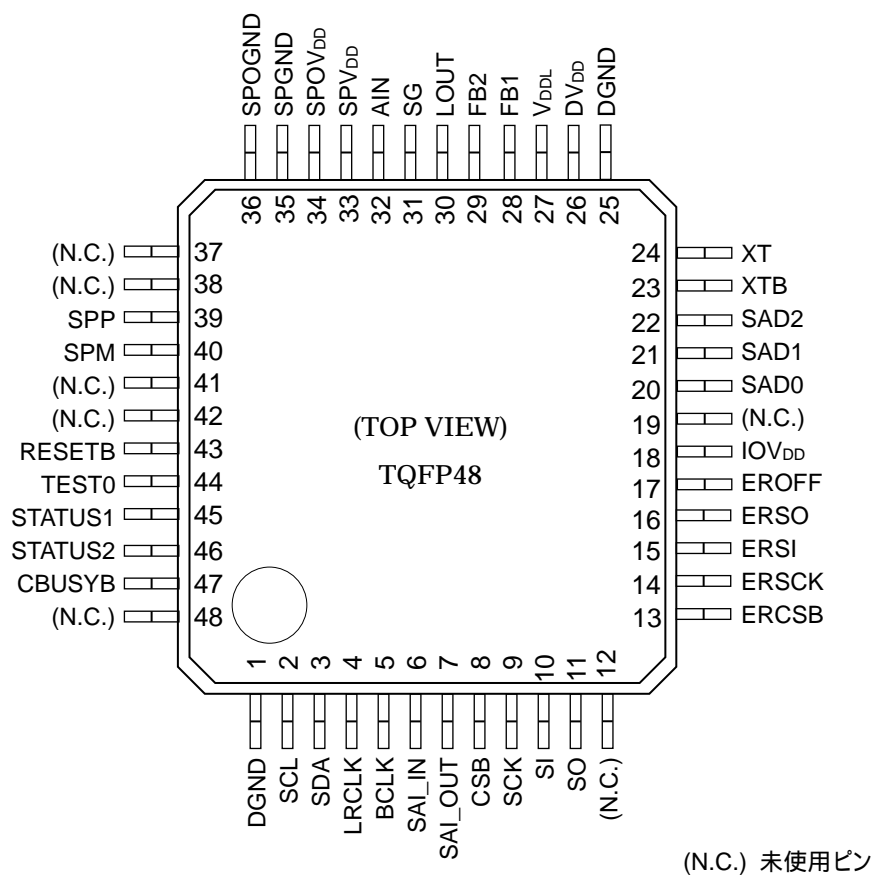 SPOGND
SPGND
SPOVDD
SPVDD
AIN
SG
LOUT
FB2
FB1
VDDL
DVDD
DGND
36 35 34 33 32 31 30 29 28 27 26 25
(N.C.) 37
(N.C.) 38
SPP 39
SPM 40
(N.C.) 41
(N.C.) 42
RESETB 43
TEST0 44
STATUS1 45
STATUS2 46
CBUSYB 47
(N.C.) 48
(TOP VIEW)
TQFP48
24 XT
23 XTB
22 SAD2
21 SAD1
20 SAD0
19 (N.C.)
18 IOVDD
17 EROFF
16 ERSO
15 ERSI
14 ERSCK
13 ERCSB
1 2 3 4 5 6 7 8 9 10 11 12
DGND
SCL
SDA
LRCLK
BCLK
SAI_IN
SAI_OUT
CSB
SCK
SI
SO
(N.C.)
(N.C.) 未使用ピン